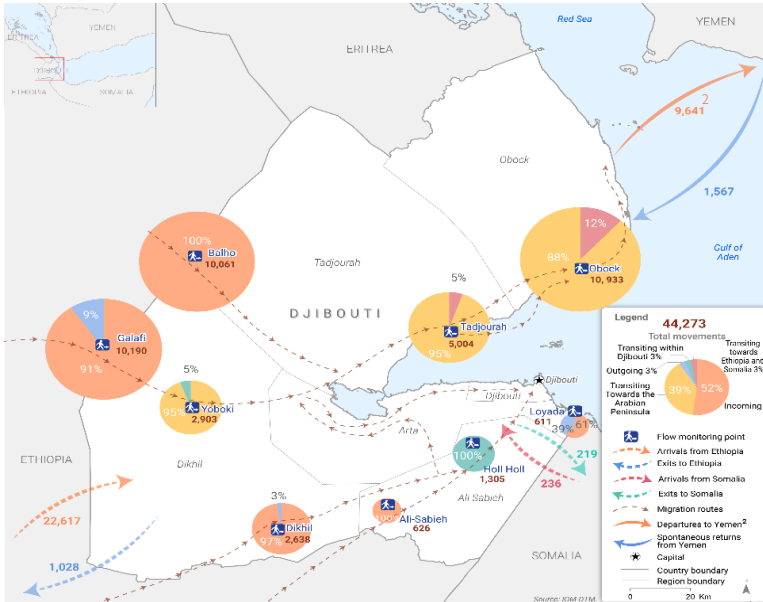 YEMEN
ERITREA
DJIBOUTI
ETHIOPIA
SOMALIA
Red Sea
YEMEN
ERITREA
9,641 2
Obock
1,567
12%
Gulf of
Aden
100%
Balho
10,061
88%
Obock
10,933
Tadjourah
5%
9%
Galafi
10,190
91%
DJIBOUTI
Tadjourah
5,004
95%
5%
95%
Yoboki
2,903
Djibouti
Djibouti
Loyada
611
39%
61%
Arta
ETHIOPIA
Dikhil
100%
Holl Holl
1,305
219
236
Ali Sabieh
22,617
3%
Dikhil
2,638
97%
100%
Ali-Sabieh
626
1,028
SOMALIA
Source: IOM DTM
Legend
44,273
Total movements
Transiting within
Djibouti 3%
Transiting
towards
Ethiopia and
Somalia 3%
Outgoing 3%
Transiting
Towards the
Arabian
Peninsula
39%
52%
Incoming
Flow monitoring point
Arrivals from Ethiopia
Exits to Ethiopia
Arrivals from Somalia
Exits to Somalia
Migration routes
Departures to Yemen2
Spontaneous returns
from Yemen
Capital
Country boundary
Region boundary
0 20 Km